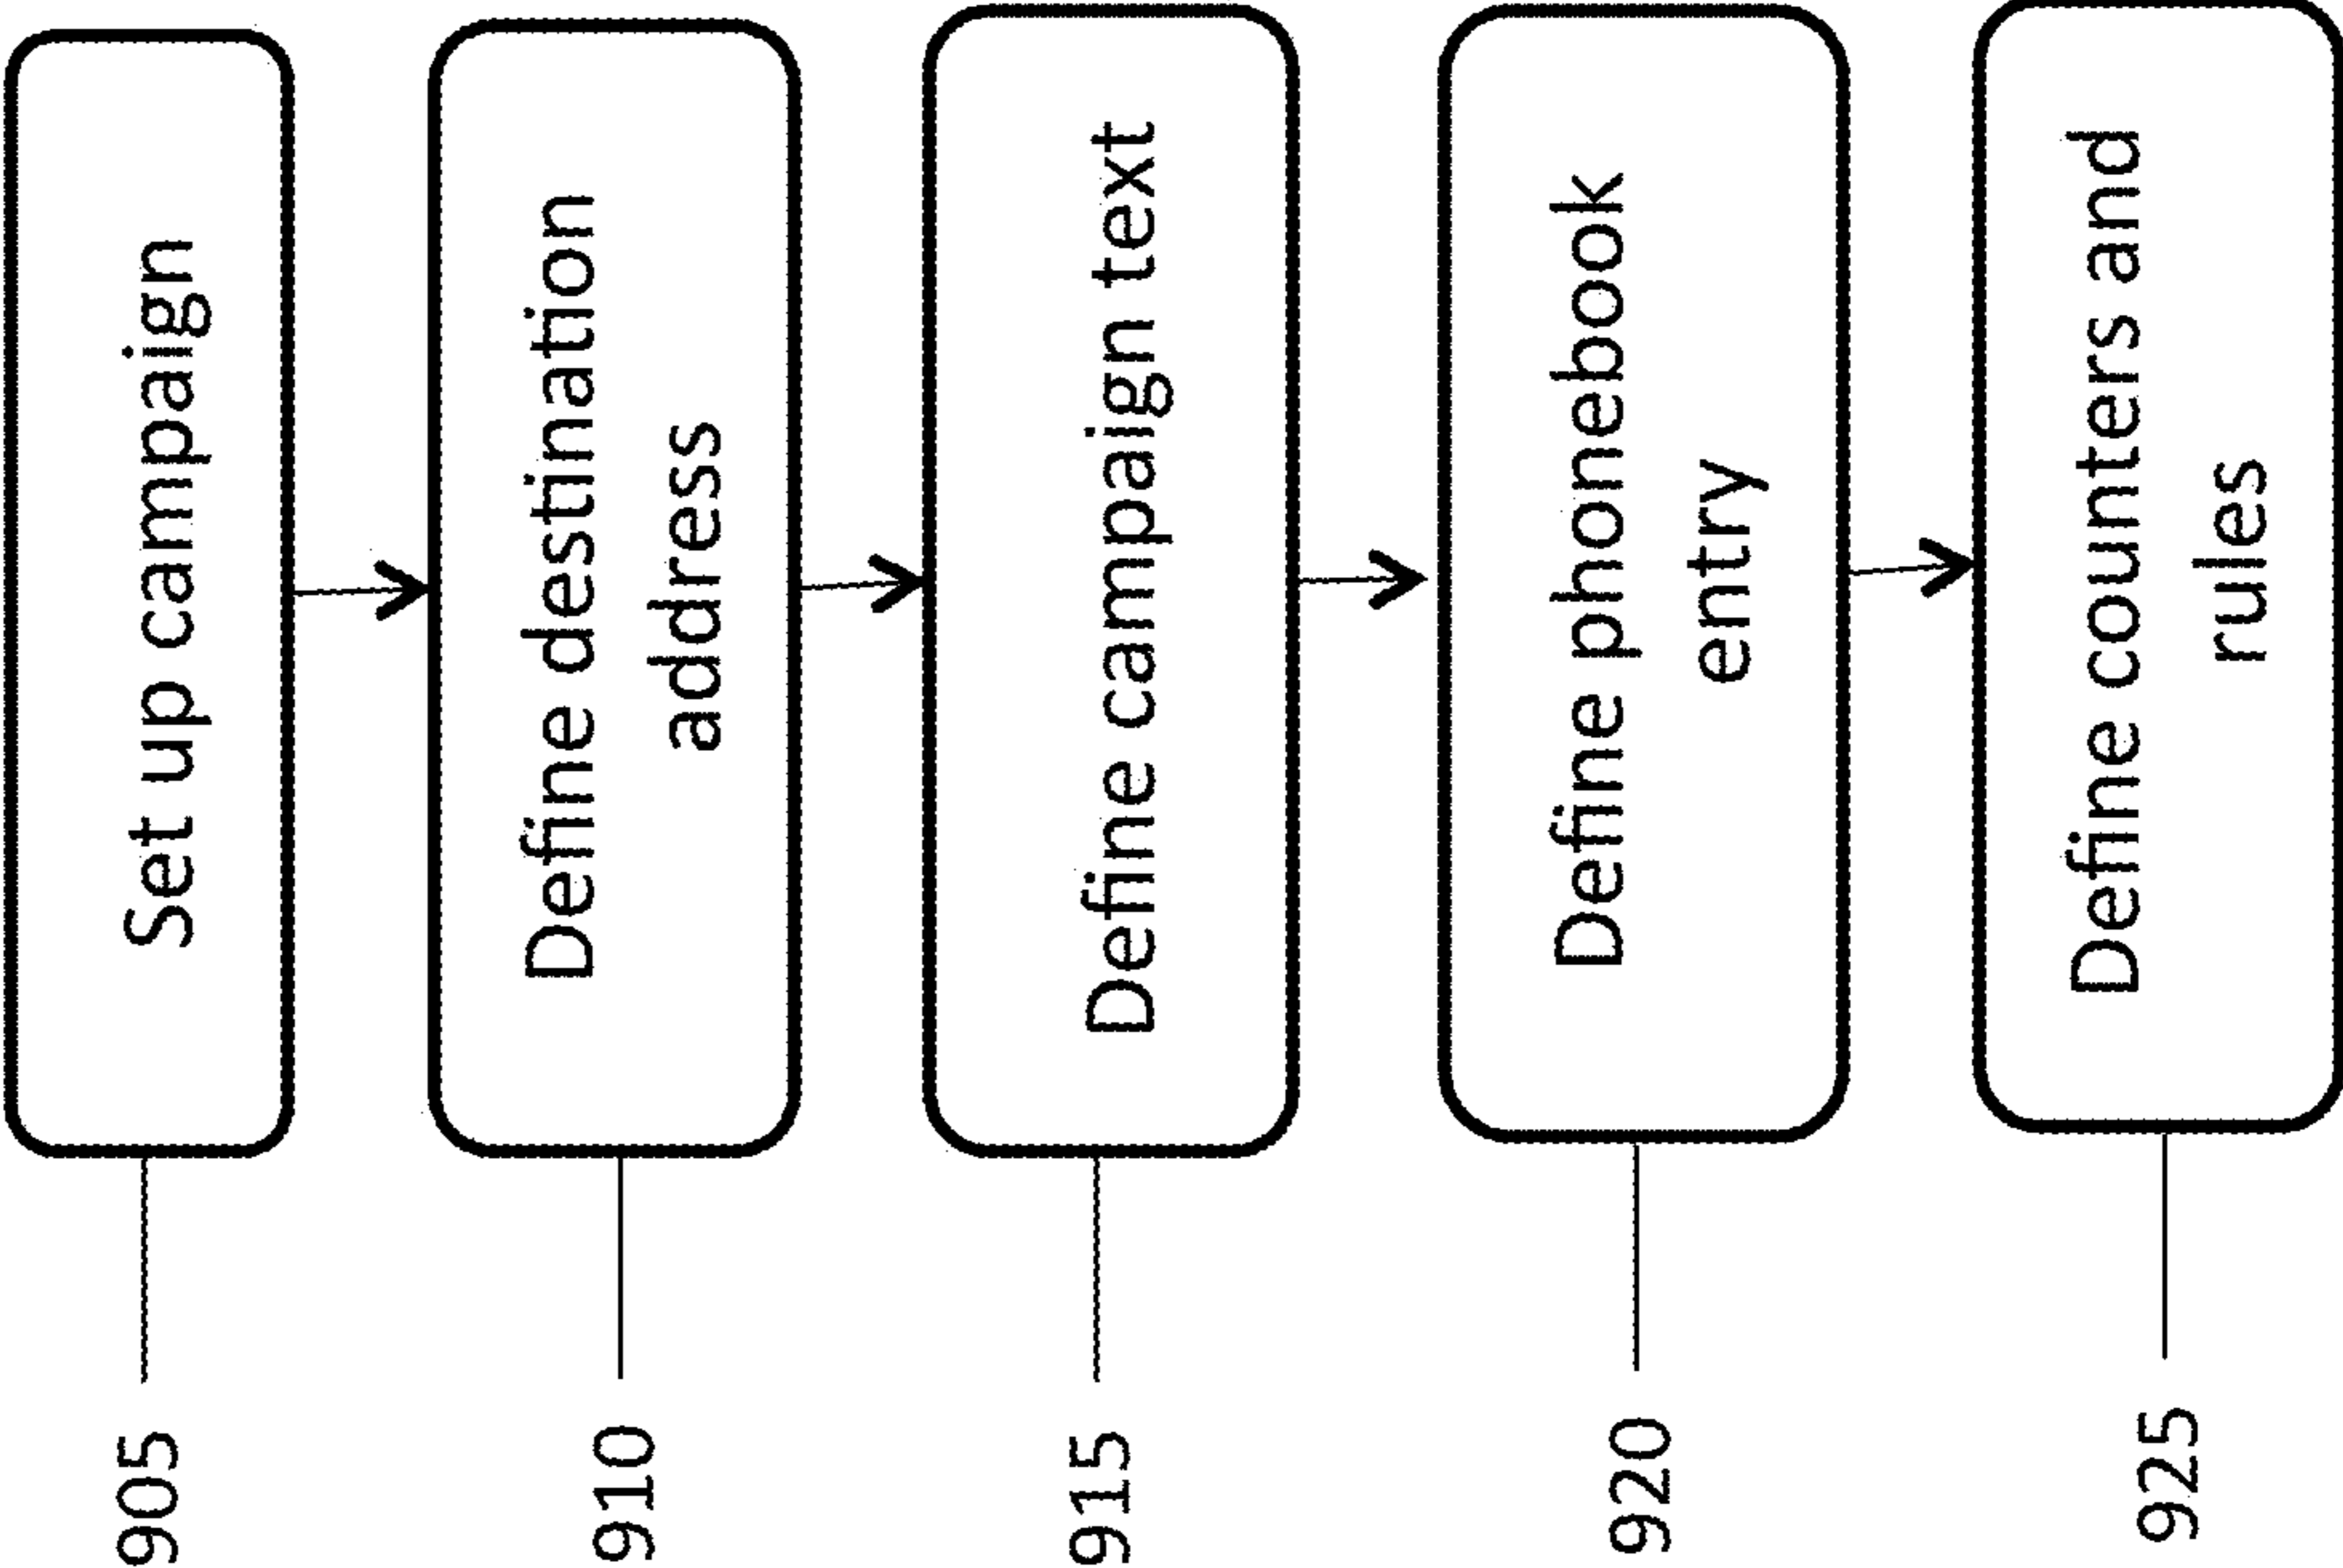 905
Set up campaign
910
Define destination
address
915
Define campaign text
920
Define phonebook
entry
925
Define counters and
rules